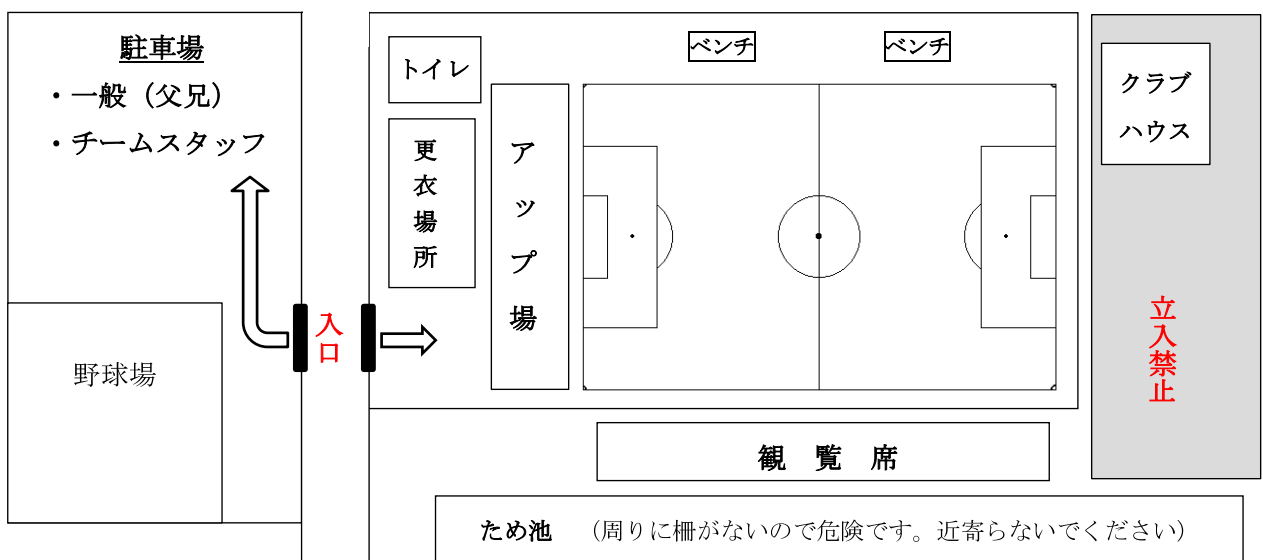 駐車場
・一般（父兄）
・チームスタッフ
野球場
入口
トイレ
更衣場所
アップ場
ベンチ
ベンチ
クラブ
ハウス
立入禁止
観覧席
ため池　（周りに柵がないので危険です。近寄らないでください）